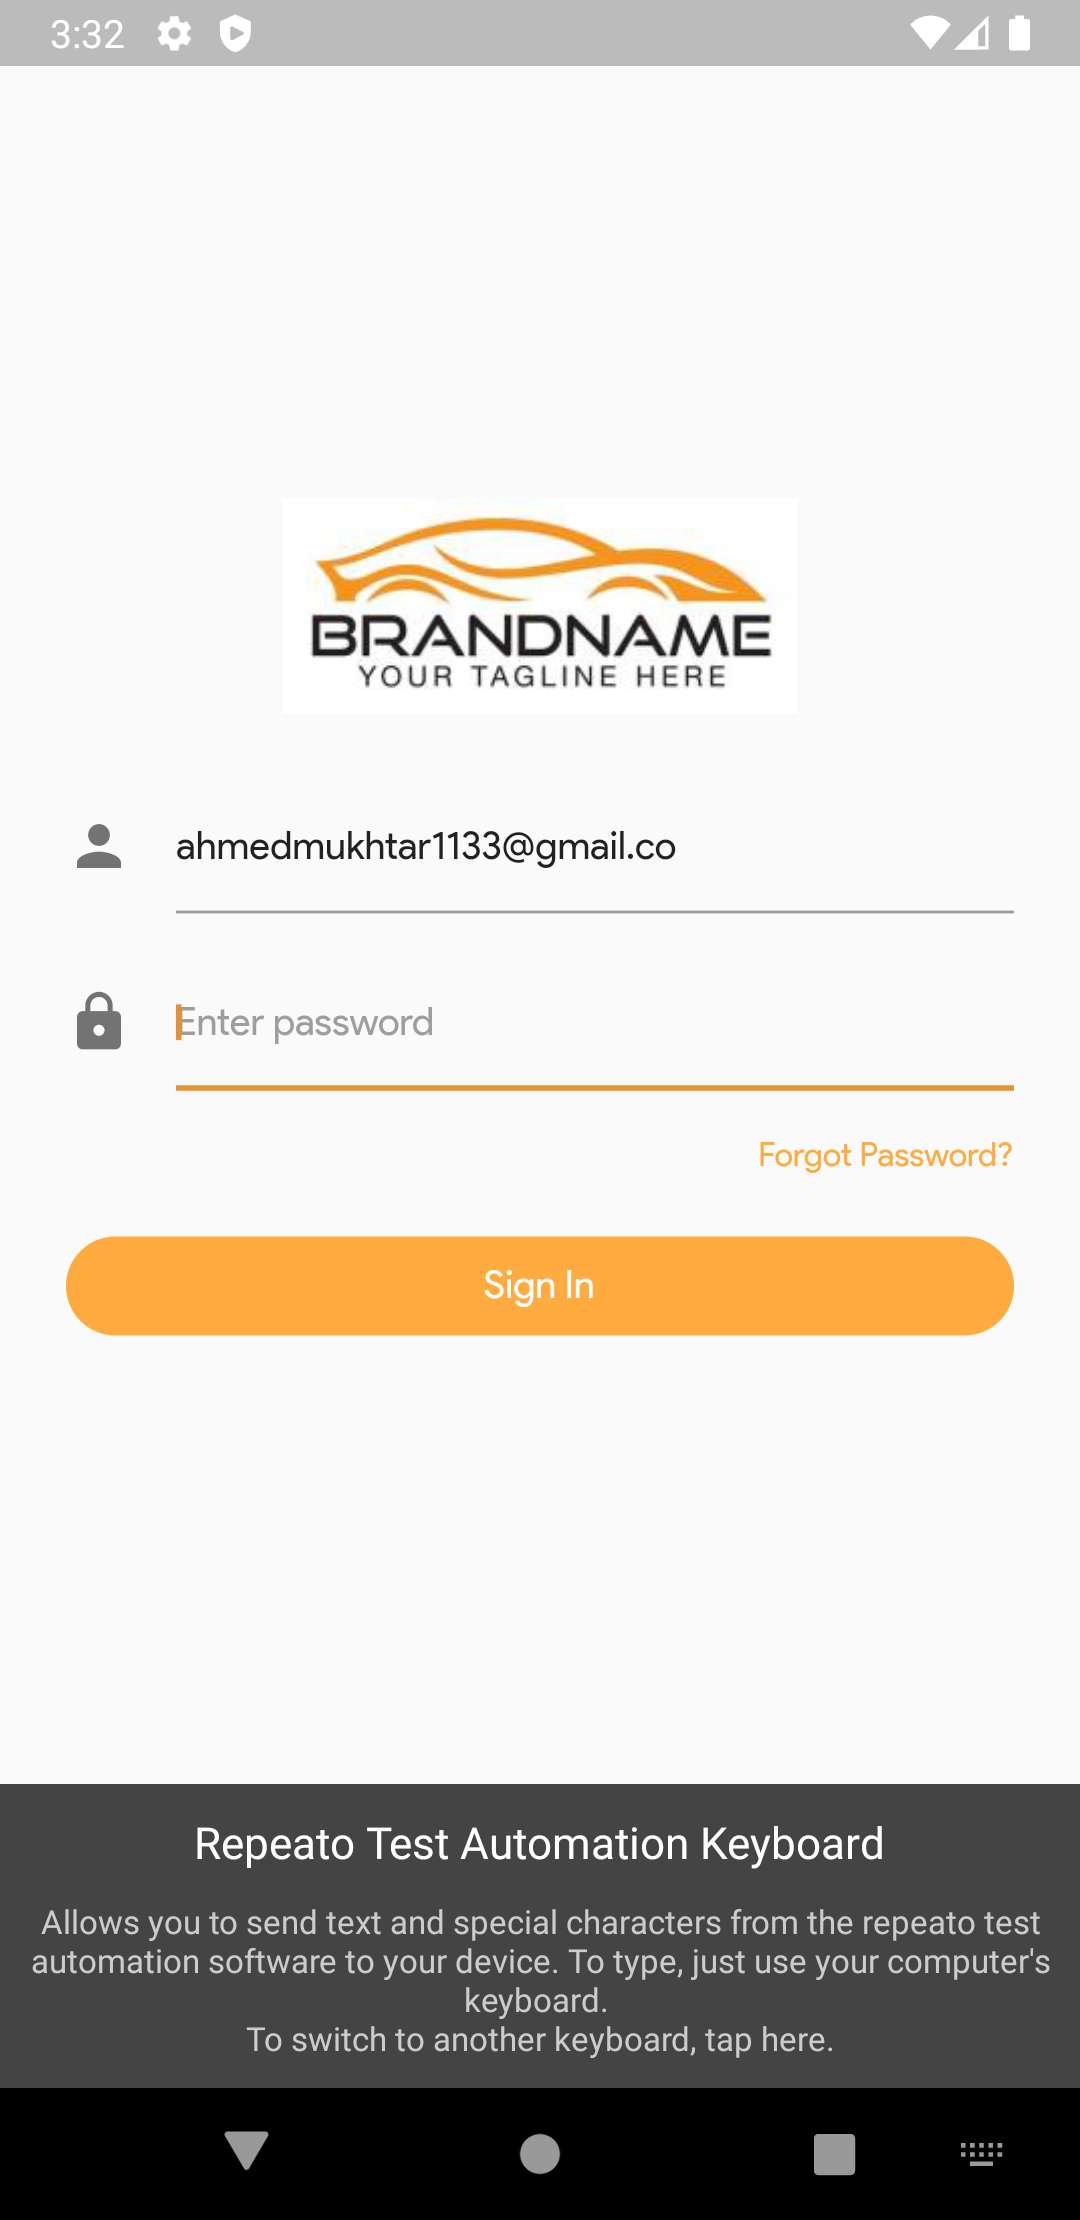 3:32
BRANDNAME
YOUR TAGLINE HERE
ahmedmukhtar1133@gmail.co
Enter password
Forgot Password?
Sign In
Repeato Test Automation Keyboard
Allows you to send text and special characters from the repeato test
automation software to your device. To type, just use your computer's
keyboard.
To switch to another keyboard, tap here.